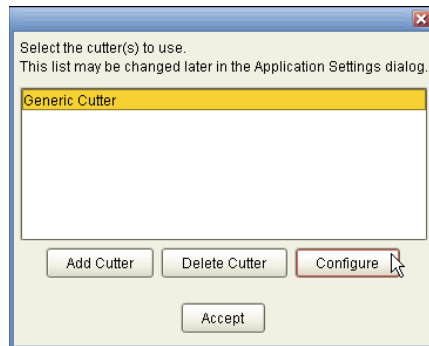 Select the cutter(s) to use.
This list may be changed later in the Application Settings dialog.
Generic Cutter
Add Cutter Delete Cutter Configure
Accept